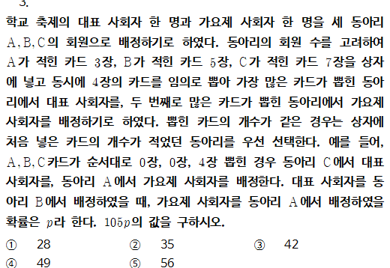 3.
학교 축제의 대표 사회자 한 명과 가요제 사회자 한 명을 세 동아리
A,B,C의 회원으로 배정하기로 하였다. 동아리의 회원 수를 고려하여
A가 적힌 카드 3장, B가 적힌 카드 5장, C가 적힌 카드 7장을 상자
에 넣고 동시에 4장의 카드를 임의로 뽑아 가장 많은 카드가 뽑힌 동아
리에서 대표 사회자를, 두 번째로 많은 카드가 뽑힌 동아리에서 가요제
사회자를 배정하기로 하였다. 뽑힌 카드의 개수가 같은 경우는 상자에
처음 넣은 카드의 개수가 적었던 동아리를 우선 선택한다. 예를 들어,
A,B,C카드가 순서대로 0장, 0장, 4장 뽑힌 경우 동아리 C에서 대표
사회자를, 동아리 A에서 가요제 사회자를 배정한다. 대표 사회자를 동
아리 B에서 배정하였을 때, 가요제 사회자를 동아리 A에서 배정하였을
확률은 p라 한다. 105p의 값을 구하시오.
① 28 ② 35 ③ 42
④ 49 ⑤ 56